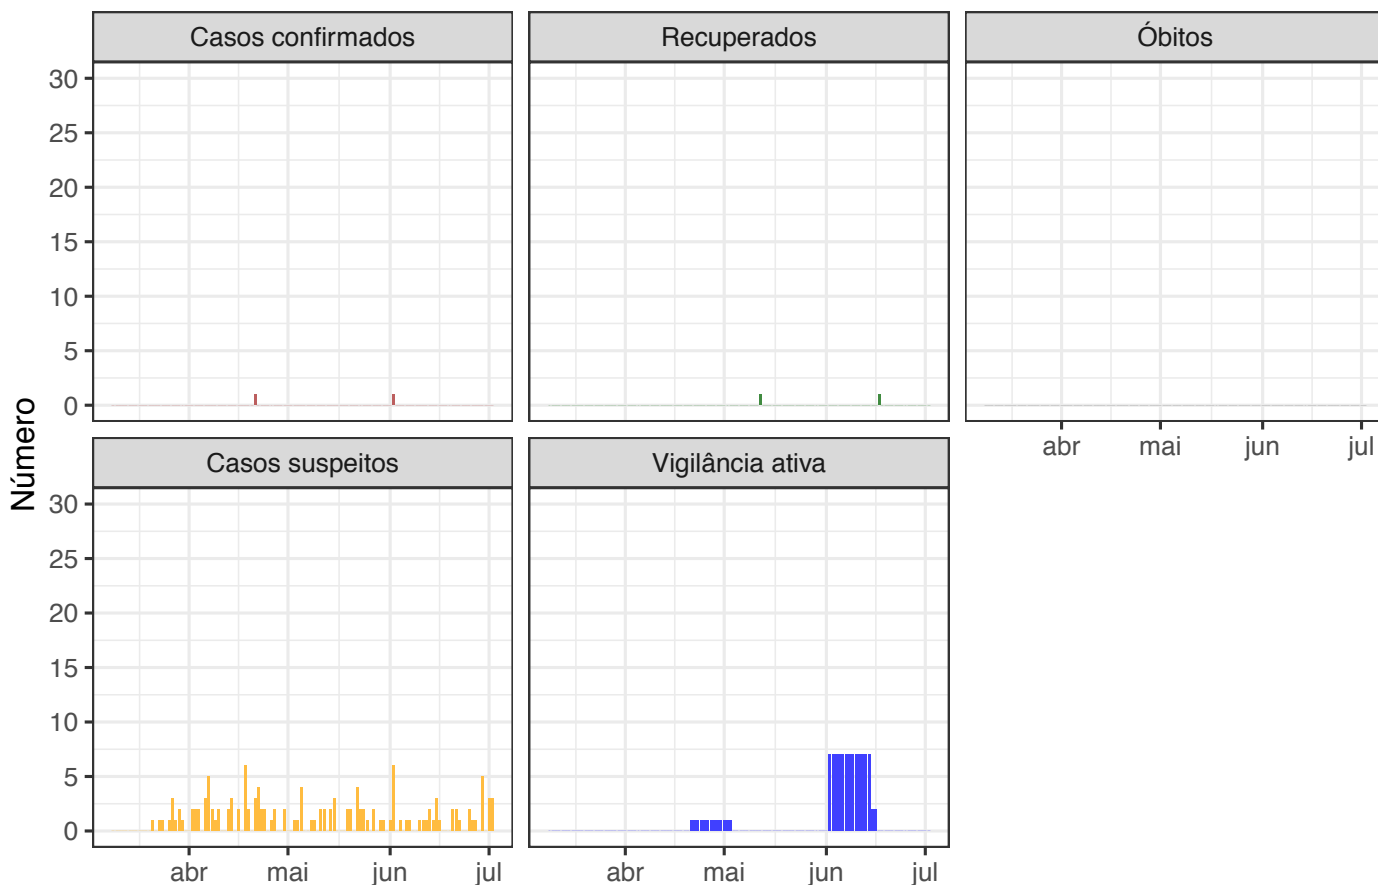 Casos confirmados
Recuperados
Óbitos
30
25
20
15
10
5
0
abr mai jun jul
Número
Casos suspeitos
Vigilância ativa
30
25
20
15
10
5
0
abr mai jun jul
abr mai jun jul